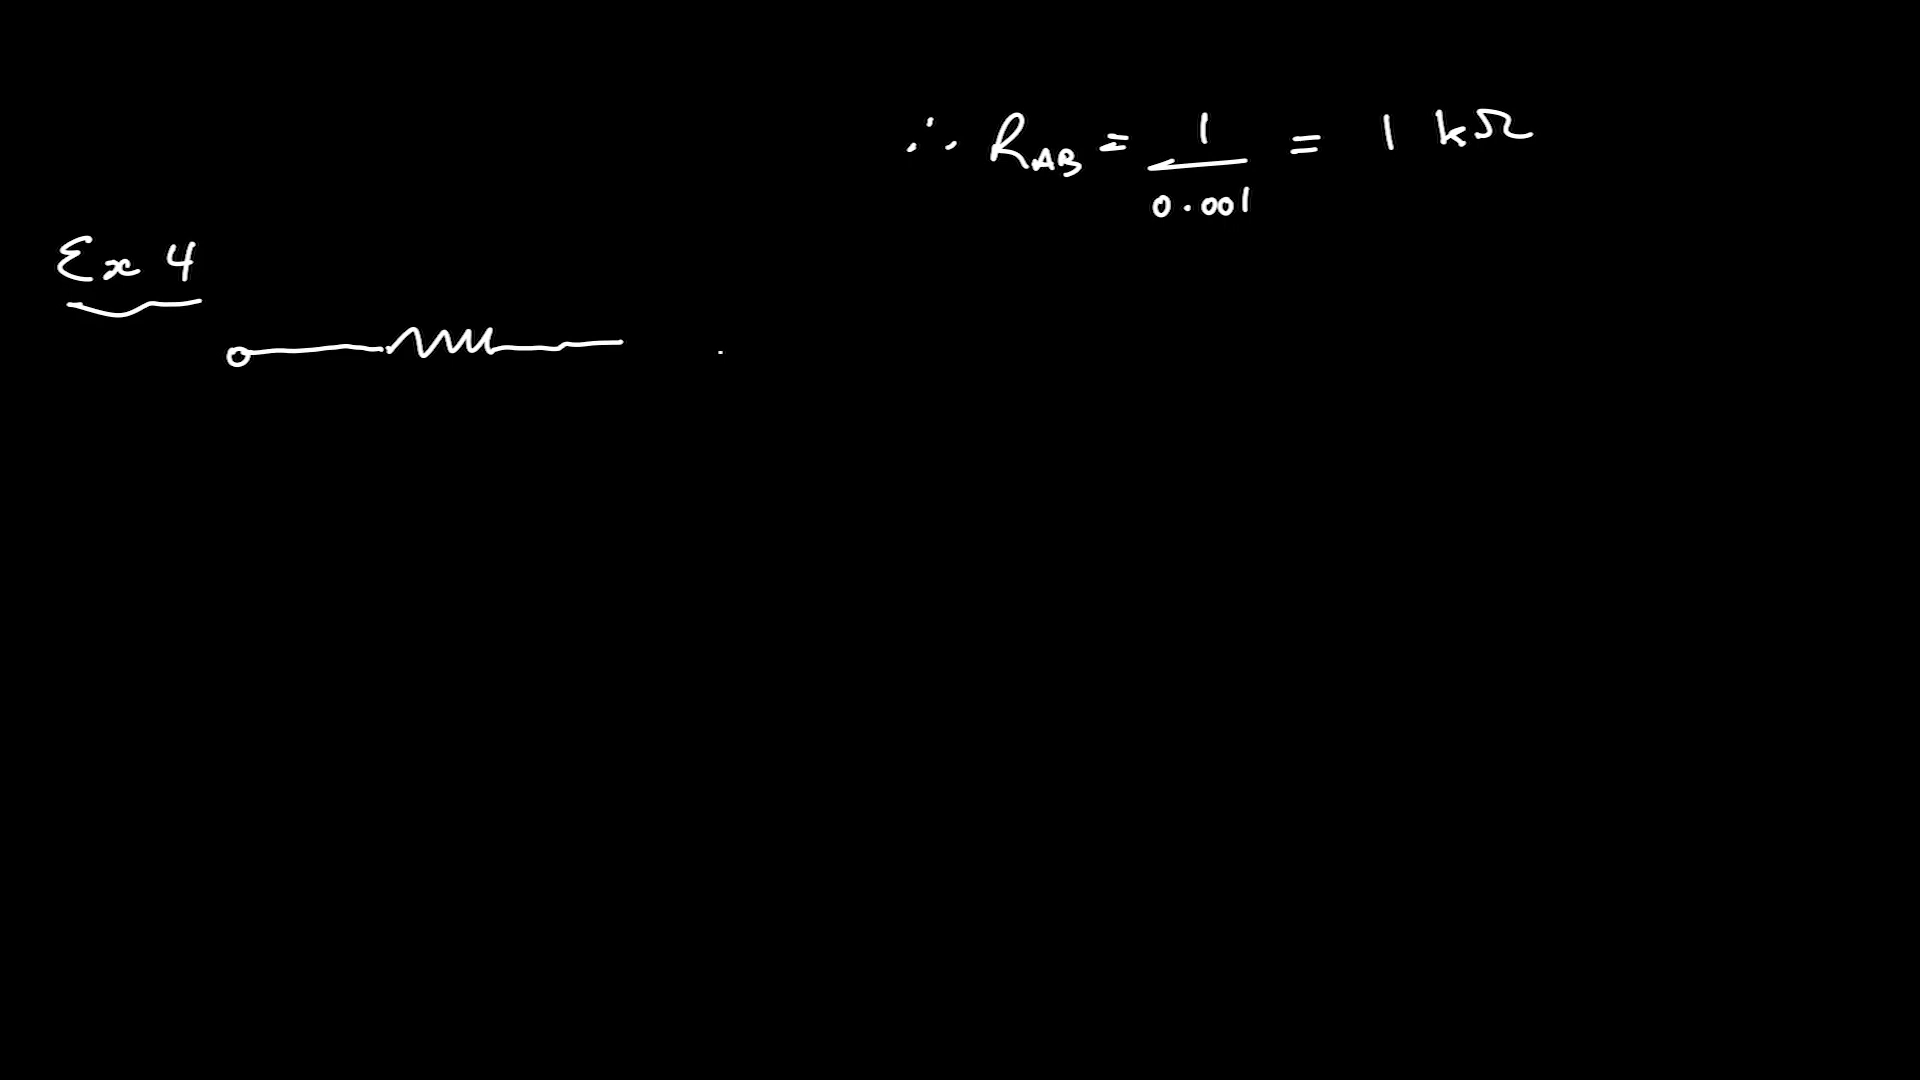 ∴ R_AB = 1/0.001 = 1 kΩ
Ex 4